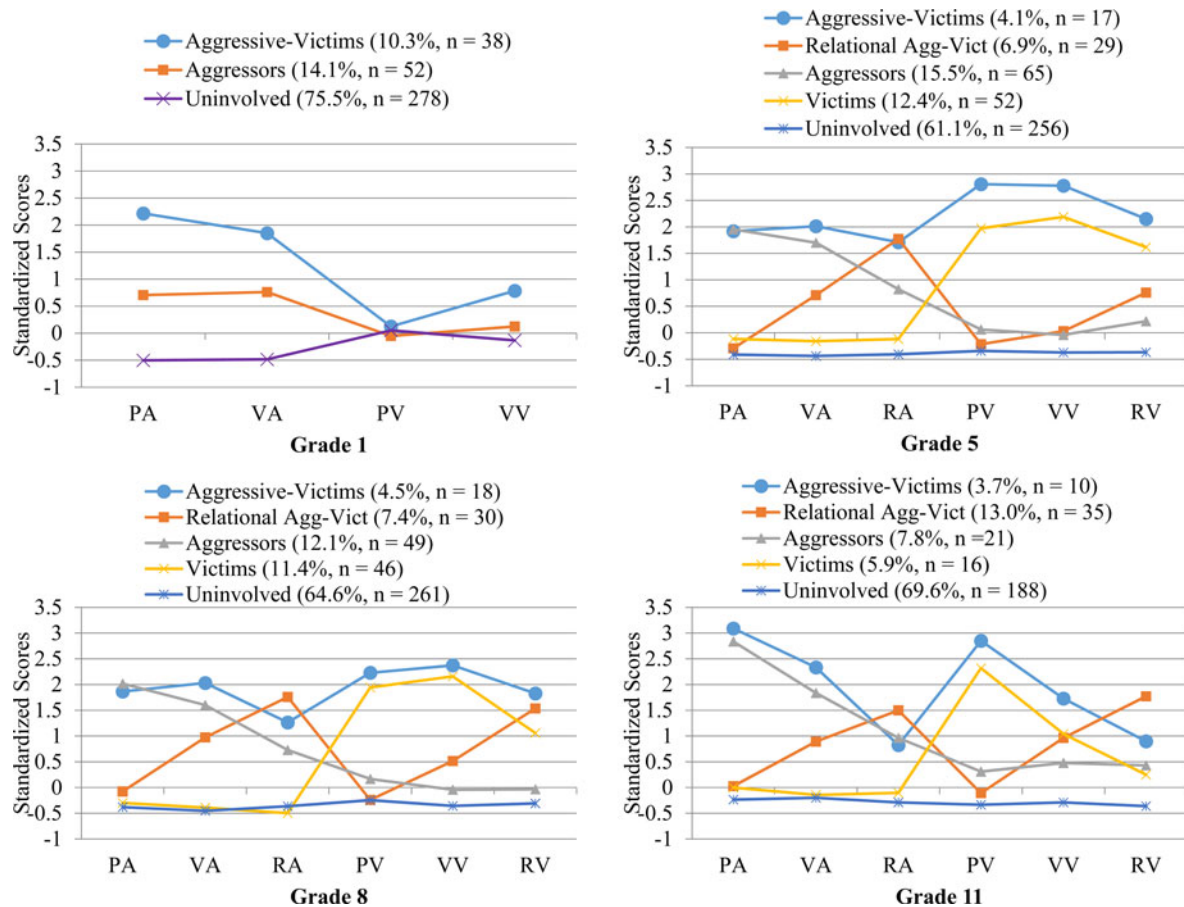 Aggressive-Victims (10.3%, n = 38)
Aggressors (14.1%, n = 52)
Uninvolved (75.5%, n = 278)
Standardized Scores
3.5
3
2.5
2
1.5
1
0.5
0
-0.5
-1
PA VA PV VV
Grade 1
Aggressive-Victims (4.1%, n = 17)
Relational Agg-Vict (6.9%, n = 29)
Aggressors (15.5%, n = 65)
Victims (12.4%, n = 52)
Uninvolved (61.1%, n = 256)
Standardized Scores
3.5
3
2.5
2
1.5
1
0.5
0
-0.5
-1
PA VA RA PV VV RV
Grade 5
Aggressive-Victims (4.5%, n = 18)
Relational Agg-Vict (7.4%, n = 30)
Aggressors (12.1%, n = 49)
Victims (11.4%, n = 46)
Uninvolved (64.6%, n = 261)
Standardized Scores
3.5
3
2.5
2
1.5
1
0.5
0
-0.5
-1
PA VA RA PV VV RV
Grade 8
Aggressive-Victims (3.7%, n = 10)
Relational Agg-Vict (13.0%, n = 35)
Aggressors (7.8%, n =21)
Victims (5.9%, n = 16)
Uninvolved (69.6%, n = 188)
Standardized Scores
3.5
3
2.5
2
1.5
1
0.5
0
-0.5
-1
PA VA RA PV VV RV
Grade 11